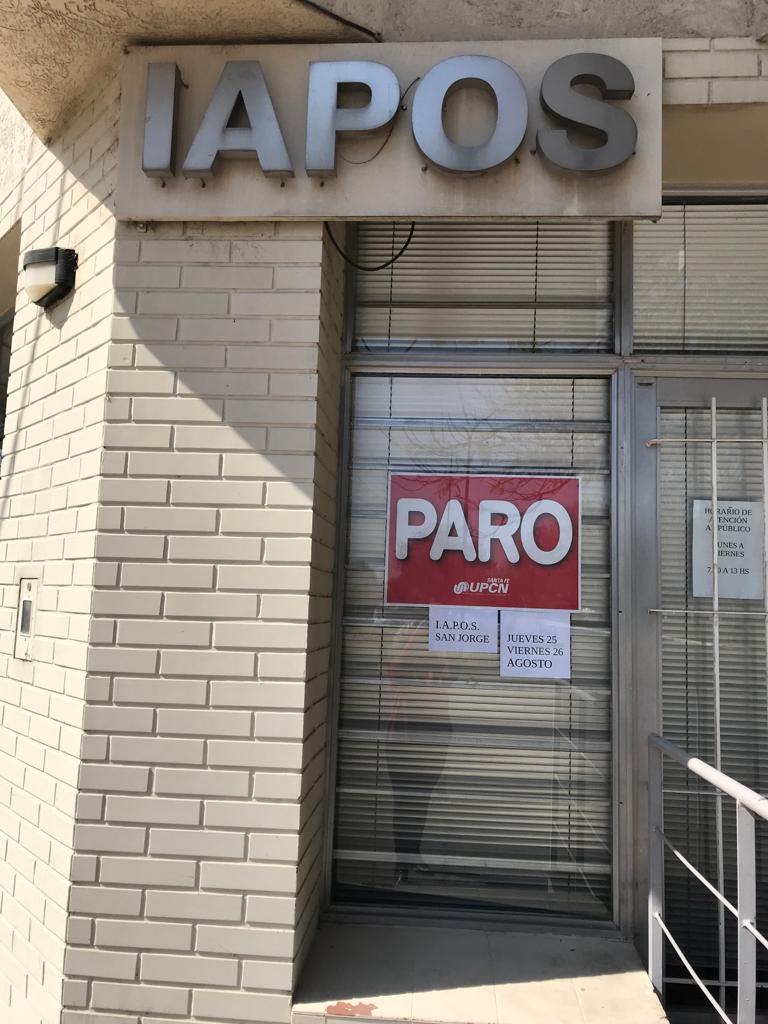 IAPOS
PARO
SANTA FE
UPCN
I.A.P.O.S.
SAN JORGE
JUEVES 25
VIERNES 26
AGOSTO
HORARIO DE
ATENCIÓN
PÚBLICO
LUNES A
VIERNES
A 13 HS